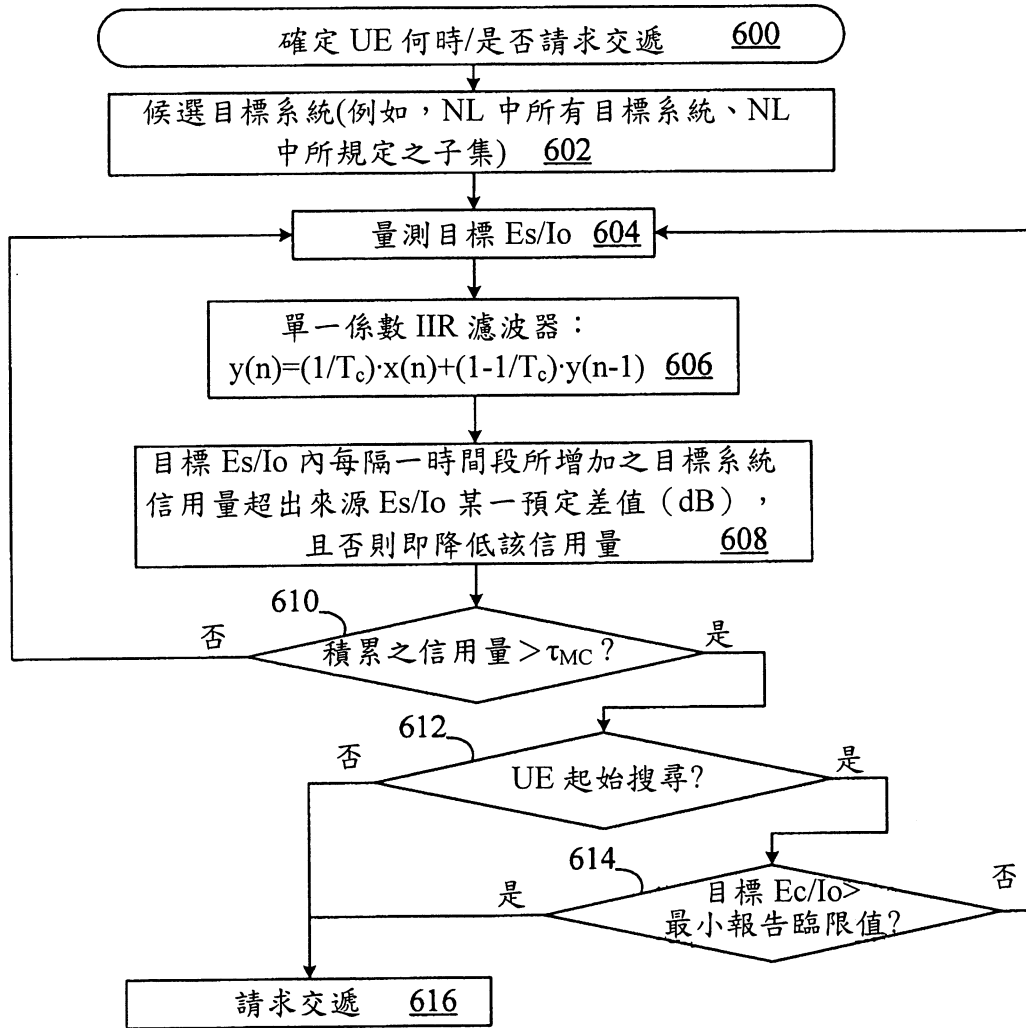 確定 UE 何時/是否請求交遞 600
候選目標系統(例如，NL 中所有目標系統、NL
中所規定之子集) 602
量測目標 Es/Io 604
單一係數 IIR 濾波器：
y(n)=(1/Tc)·x(n)+(1-1/Tc)·y(n-1) 606
目標 Es/Io 內每隔一時間段所增加之目標系統
信用量超出來源 Es/Io 某一預定差值（dB），
且否則即降低該信用量 608
610
否
積累之信用量＞τMC？
是
612
否
UE 起始搜尋?
是
614
是
目標 Ec/Io>
最小報告臨限值?
否
請求交遞 616